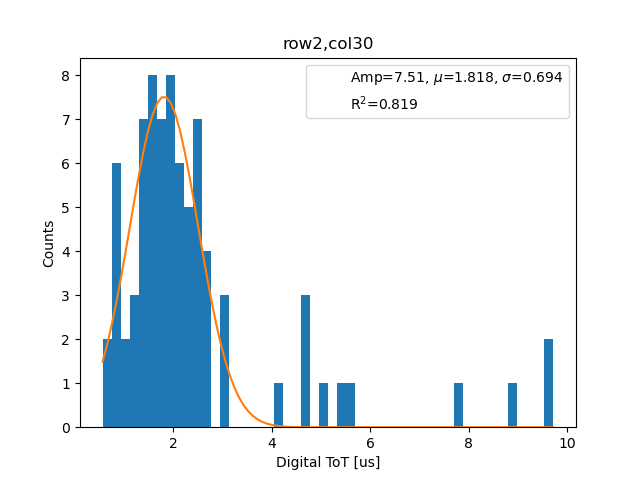 row2,col30
Amp=7.51, μ=1.818, σ=0.694
R²=0.819
8
7
6
5
4
3
2
1
0
Counts
2
4
6
8
10
Digital ToT [us]